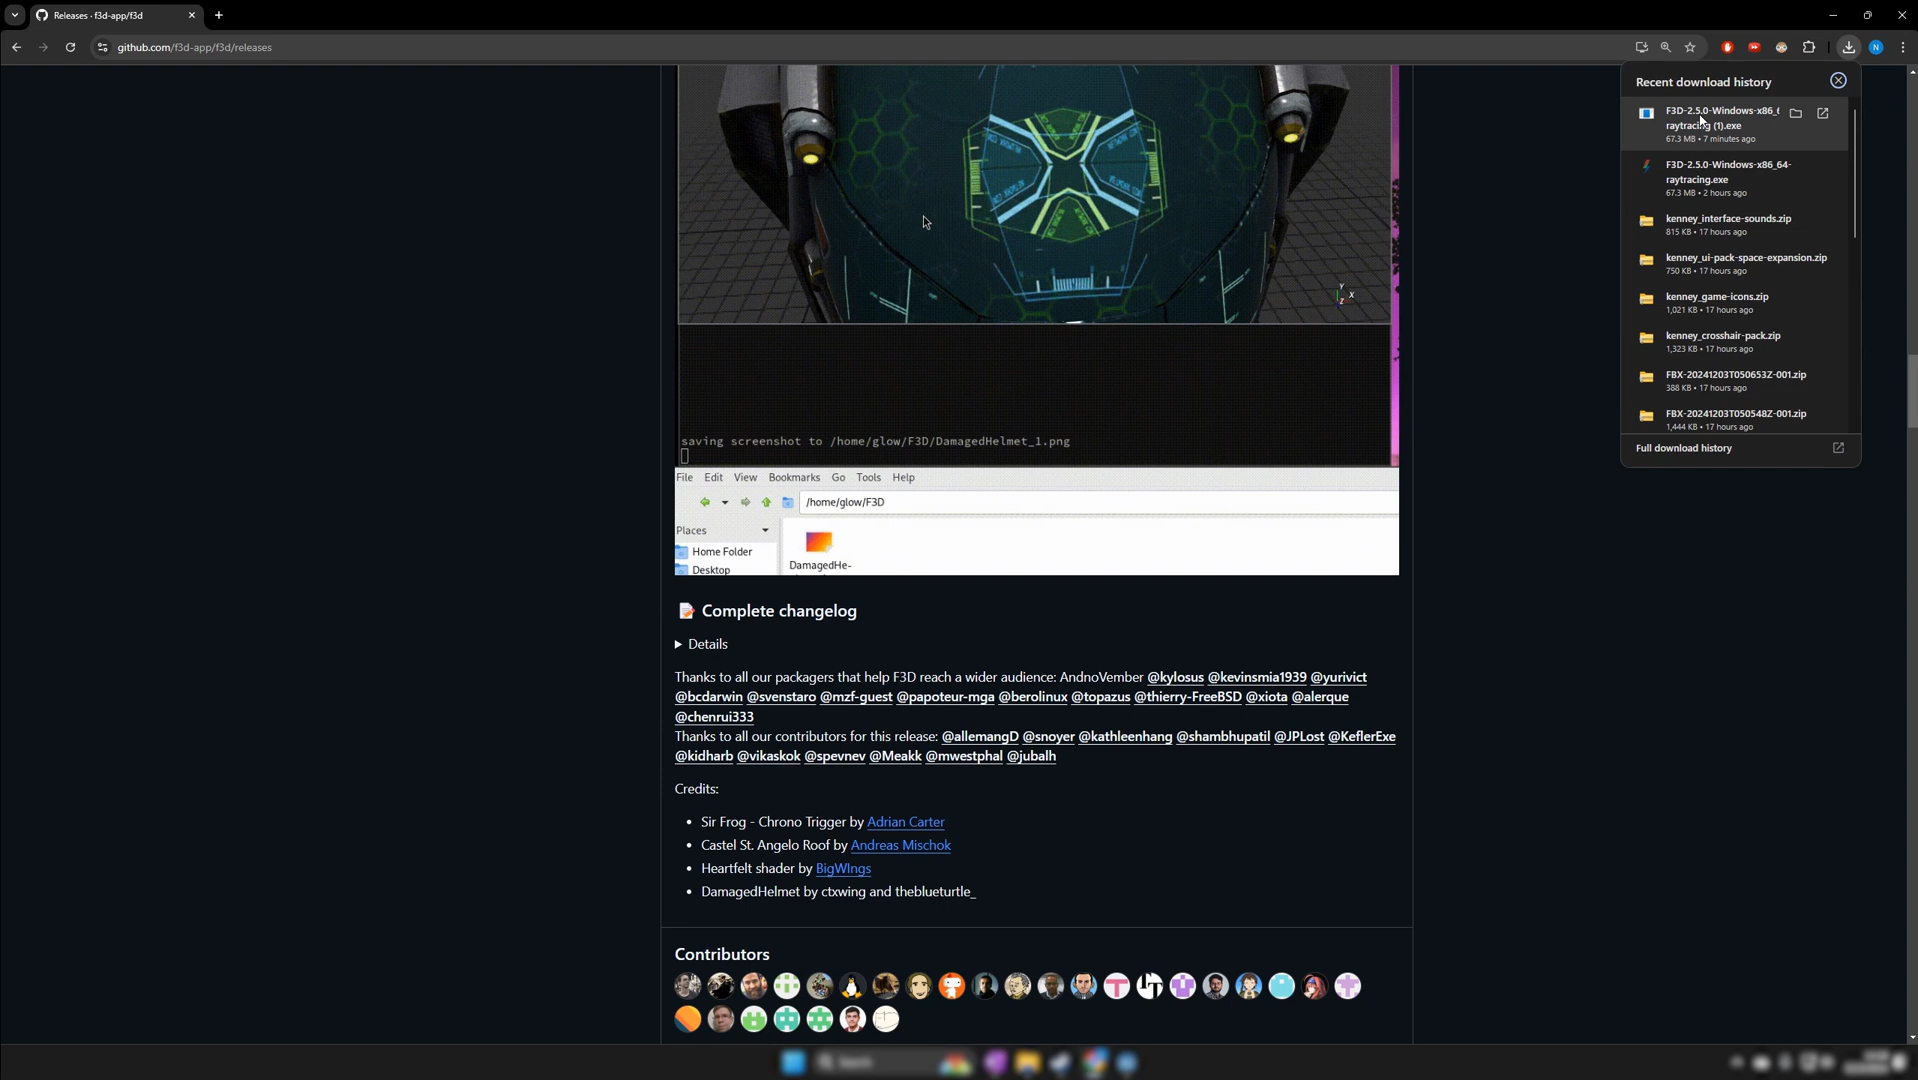 Releases · f3d-app/f3d
github.com/f3d-app/f3d/releases
N
Recent download history
F3D-2.5.0-Windows-x86_6
raytracing (1).exe
67.3 MB • 7 minutes ago
F3D-2.5.0-Windows-x86_64-
raytracing.exe
67.3 MB • 2 hours ago
kenney_interface-sounds.zip
815 KB • 17 hours ago
kenney_ui-pack-space-expansion.zip
750 KB • 17 hours ago
kenney_game-icons.zip
1,021 KB • 17 hours ago
kenney_crosshair-pack.zip
1,323 KB • 17 hours ago
FBX-20241203T050653Z-001.zip
388 KB • 17 hours ago
FBX-20241203T050548Z-001.zip
1,444 KB • 17 hours ago
Full download history
Y
X
Z
saving screenshot to /home/glow/F3D/DamagedHelmet_1.png
File Edit View Bookmarks Go Tools Help
/home/glow/F3D
Places
Home Folder
Desktop
DamagedHe-
Complete changelog
Details
Thanks to all our packagers that help F3D reach a wider audience: AndnoVember @kylosus @kevinsmia1939 @yurivict
@bcdarwin @svenstaro @mzf-guest @papoteur-mga @berolinux @topazus @thierry-FreeBSD @xiota @alerque
@chenrui333
Thanks to all our contributors for this release: @allemangD @snoyer @kathleenhang @shambhupatil @JPLost @KeflerExe
@kidharb @vikaskok @spevnev @Meakk @mwestphal @jubalh
Credits:
• Sir Frog - Chrono Trigger by Adrian Carter
• Castel St. Angelo Roof by Andreas Mischok
• Heartfelt shader by BigWIngs
• DamagedHelmet by ctxwing and theblueturtle_
Contributors